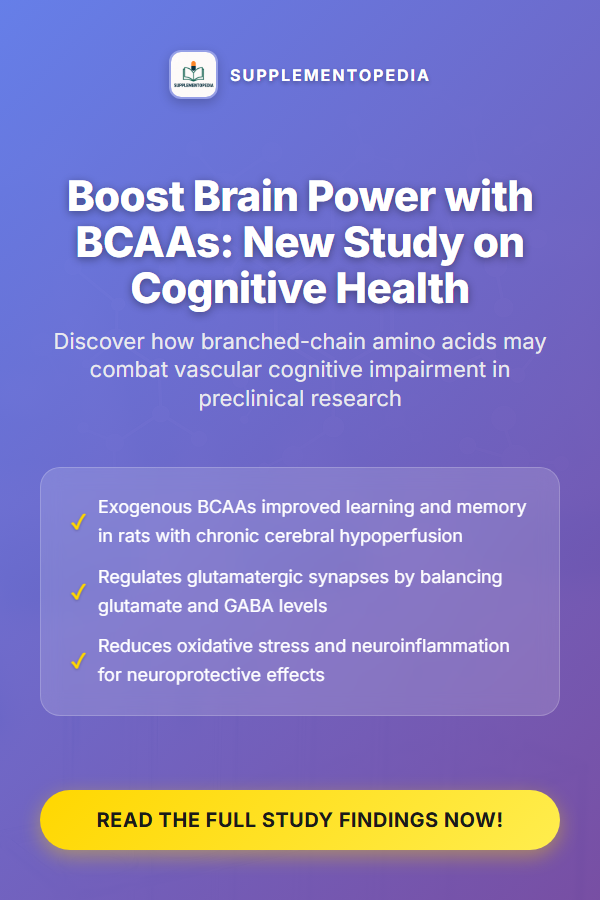 SUPPLEMENTOPEDIA
SUPPLEMENTOPEDIA
Boost Brain Power with
BCAAs: New Study on
Cognitive Health
Discover how branched-chain amino acids may
combat vascular cognitive impairment in
preclinical research
✓ Exogenous BCAAs improved learning and memory
in rats with chronic cerebral hypoperfusion
✓ Regulates glutamatergic synapses by balancing
glutamate and GABA levels
✓ Reduces oxidative stress and neuroinflammation
for neuroprotective effects
READ THE FULL STUDY FINDINGS NOW!